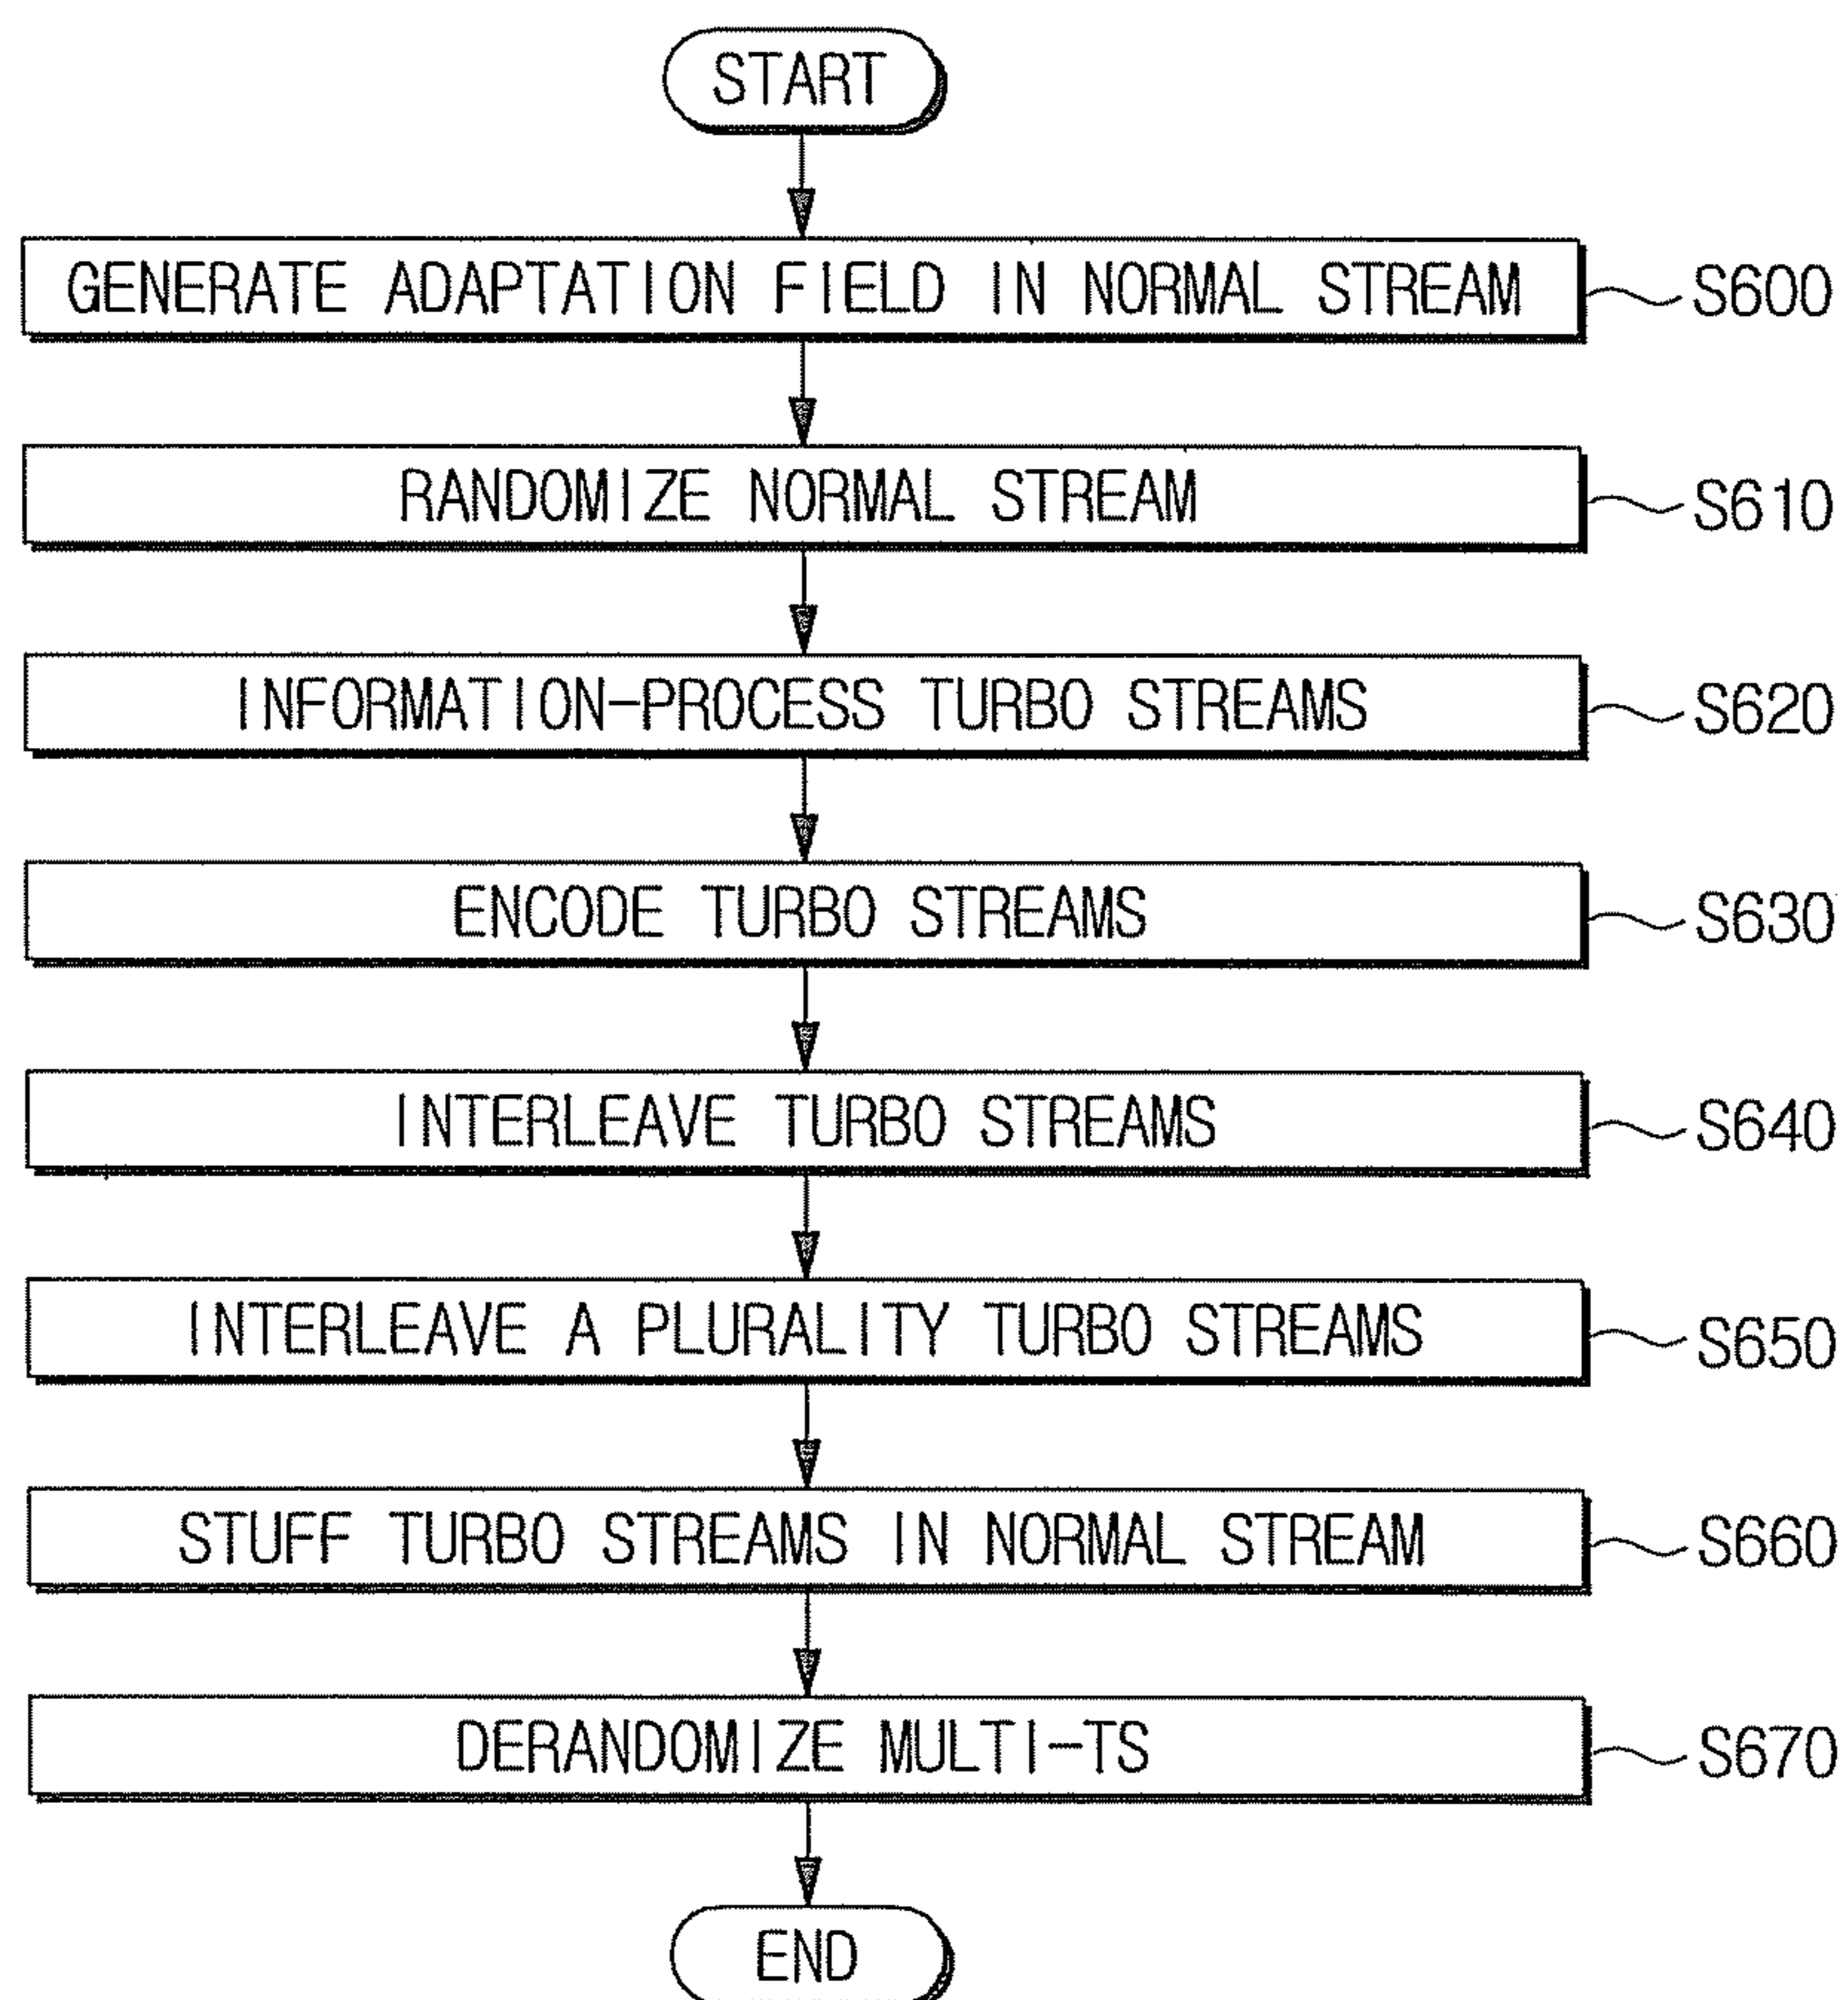 START
GENERATE ADAPTATION FIELD IN NORMAL STREAM
S600
RANDOMIZE NORMAL STREAM
S610
INFORMATION-PROCESS TURBO STREAMS
S620
ENCODE TURBO STREAMS
S630
INTERLEAVE TURBO STREAMS
S640
INTERLEAVE A PLURALITY TURBO STREAMS
S650
STUFF TURBO STREAMS IN NORMAL STREAM
S660
DERANDOMIZE MULTI-TS
S670
END